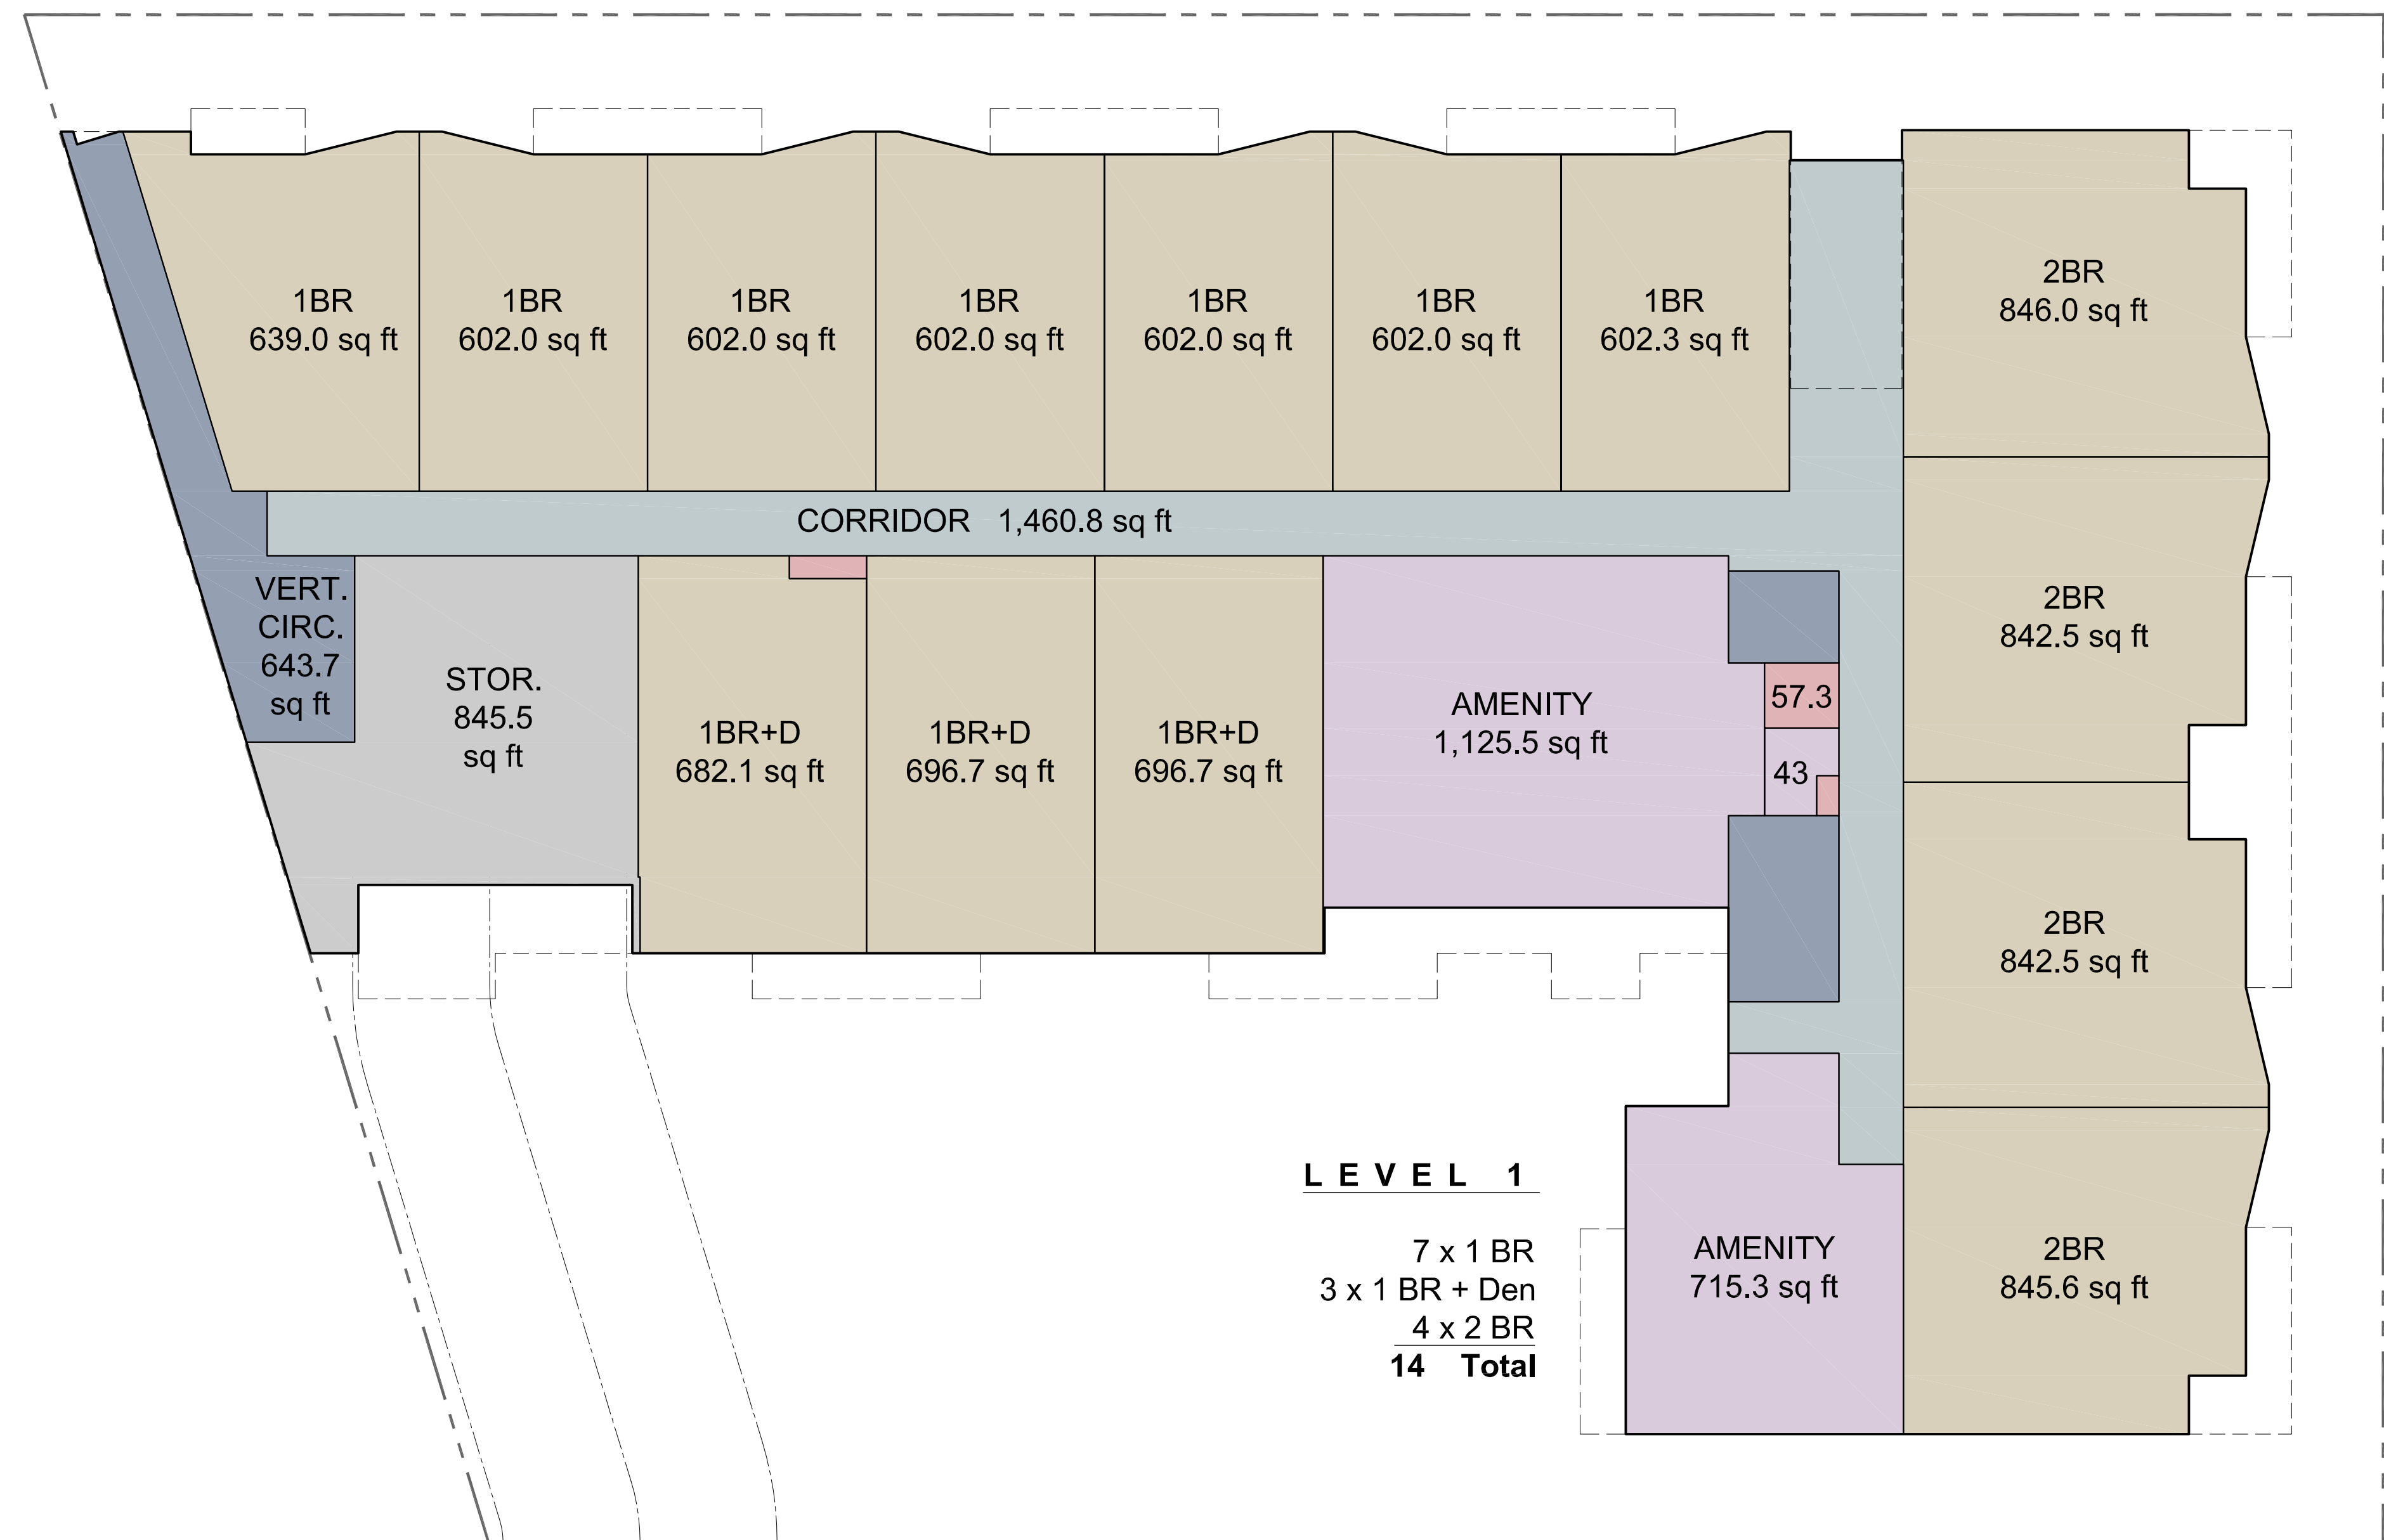 1BR
639.0 sq ft
1BR
602.0 sq ft
1BR
602.0 sq ft
1BR
602.0 sq ft
1BR
602.0 sq ft
1BR
602.0 sq ft
1BR
602.3 sq ft
2BR
846.0 sq ft
CORRIDOR 1,460.8 sq ft
VERT.
CIRC.
643.7
sq ft
STOR.
845.5
sq ft
1BR+D
682.1 sq ft
1BR+D
696.7 sq ft
1BR+D
696.7 sq ft
AMENITY
1,125.5 sq ft
57.3
43
2BR
842.5 sq ft
2BR
842.5 sq ft
LEVEL 1
7 x 1 BR
3 x 1 BR + Den
4 x 2 BR
14 Total
AMENITY
715.3 sq ft
2BR
845.6 sq ft